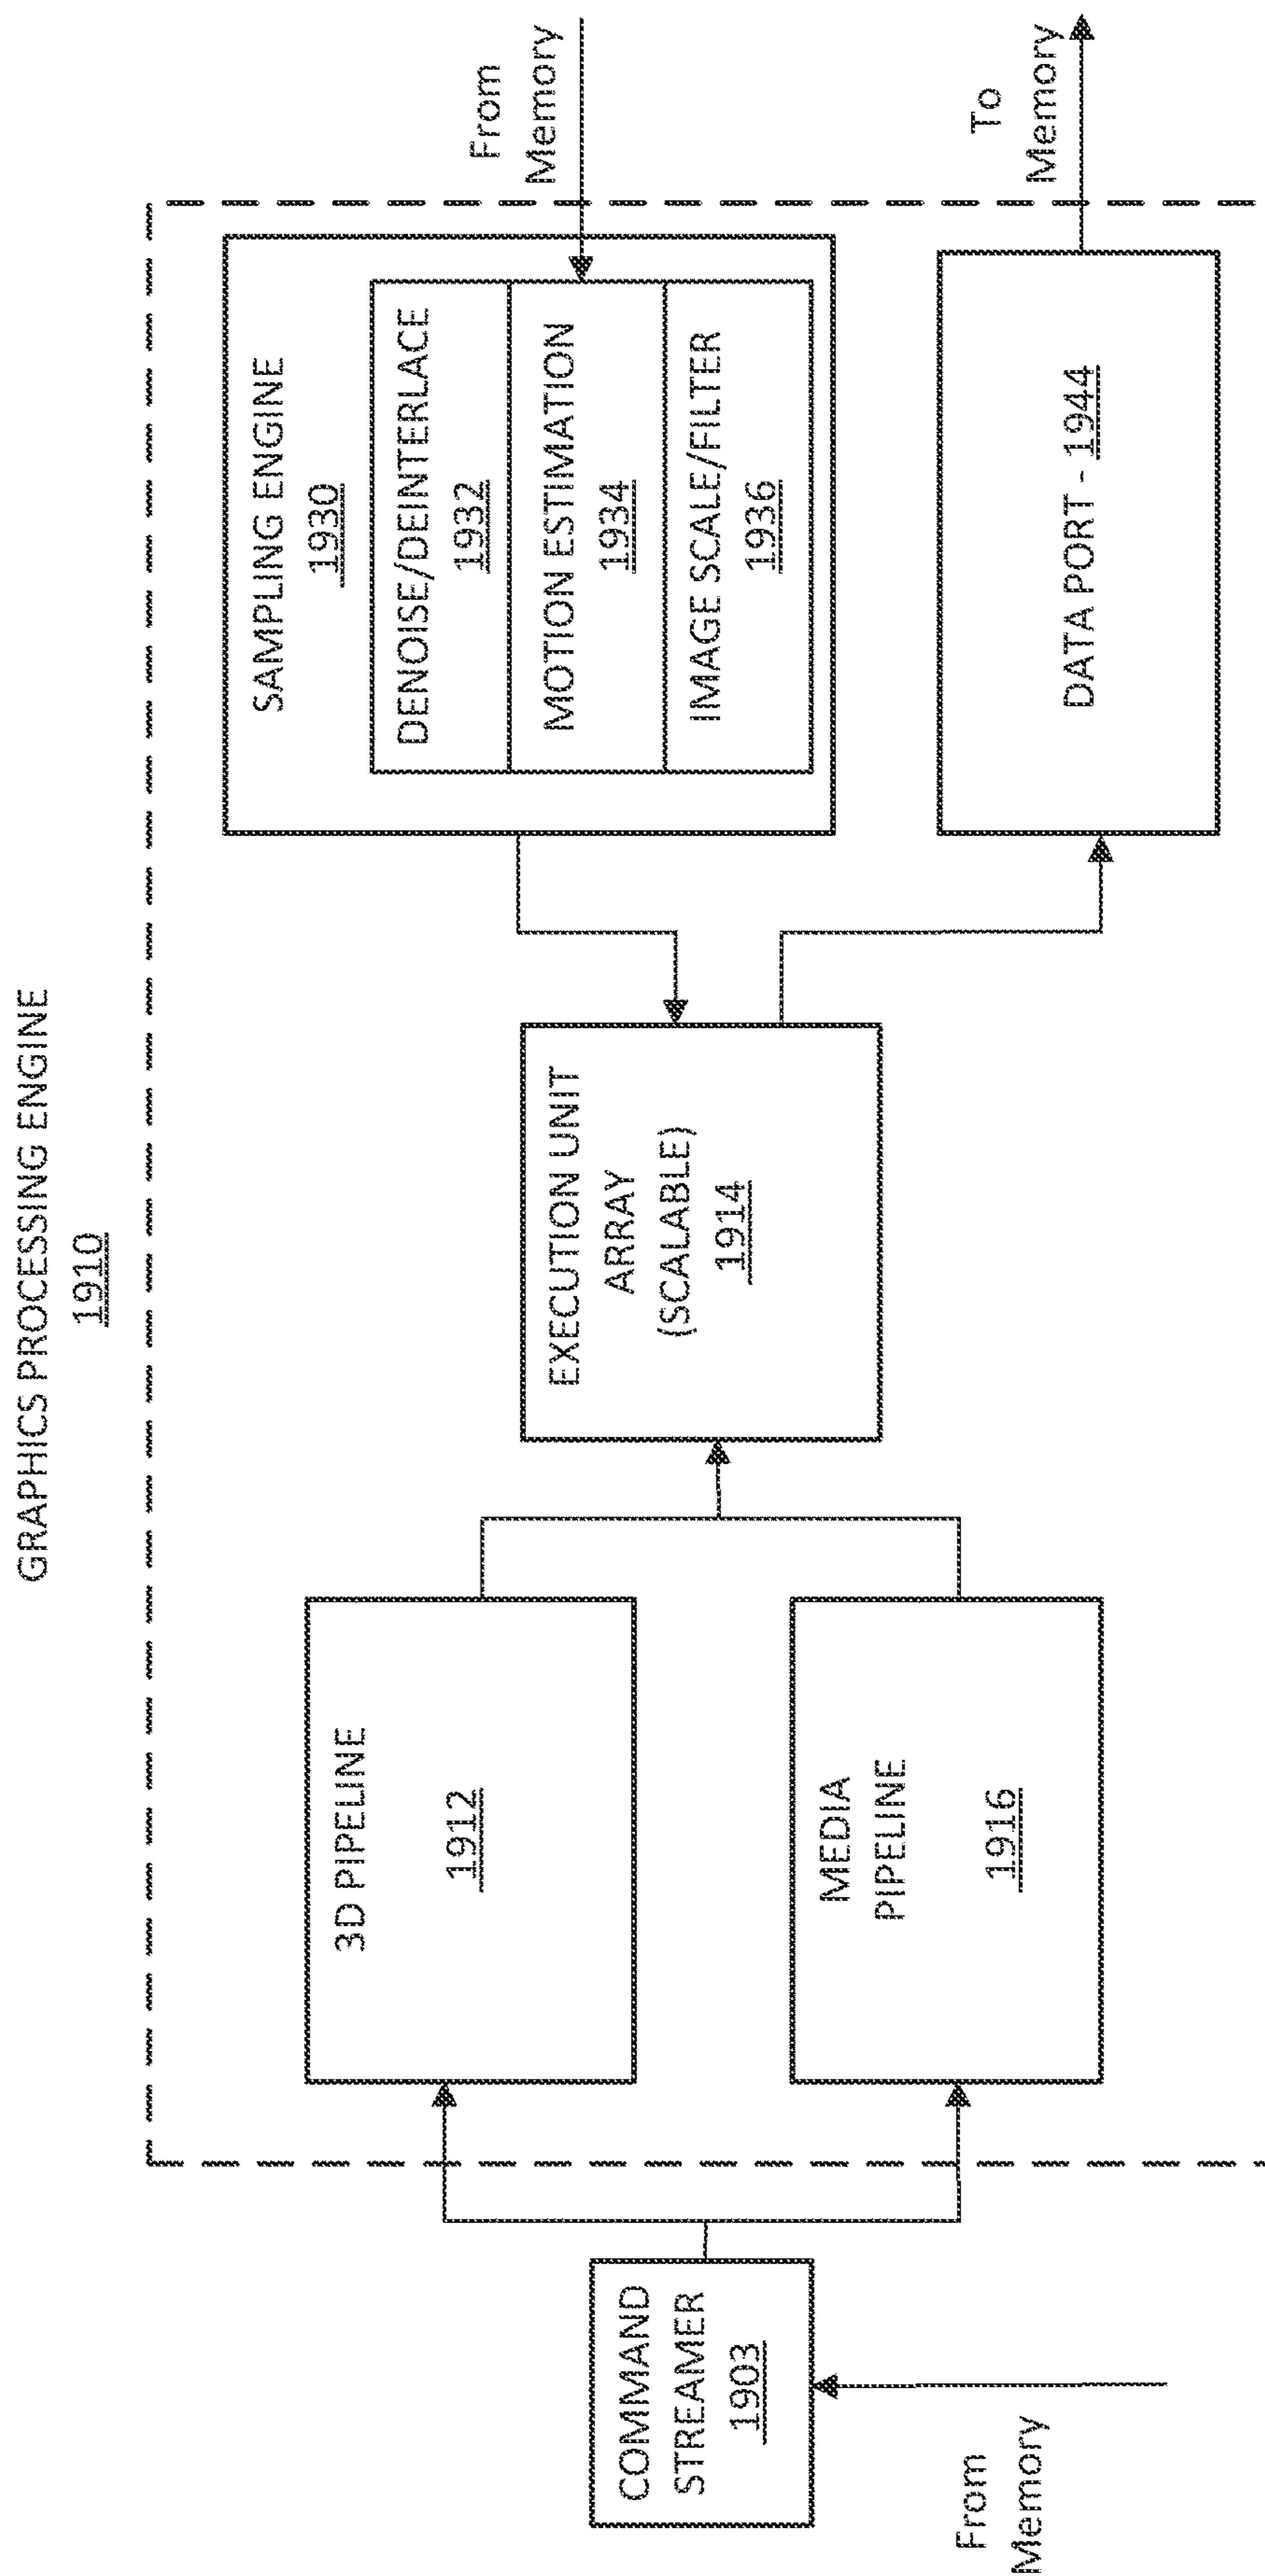 GRAPHICS PROCESSING ENGINE
1910
COMMAND
STREAMER
1903
From
Memory
3D PIPELINE
1912
MEDIA
PIPELINE
1916
EXECUTION UNIT
ARRAY
(SCALABLE)
1914
SAMPLING ENGINE
1930
DENOISE/DEINTERLACE
1932
MOTION ESTIMATION
1934
IMAGE SCALE/FILTER
1936
DATA PORT - 1944
From
Memory
To
Memory